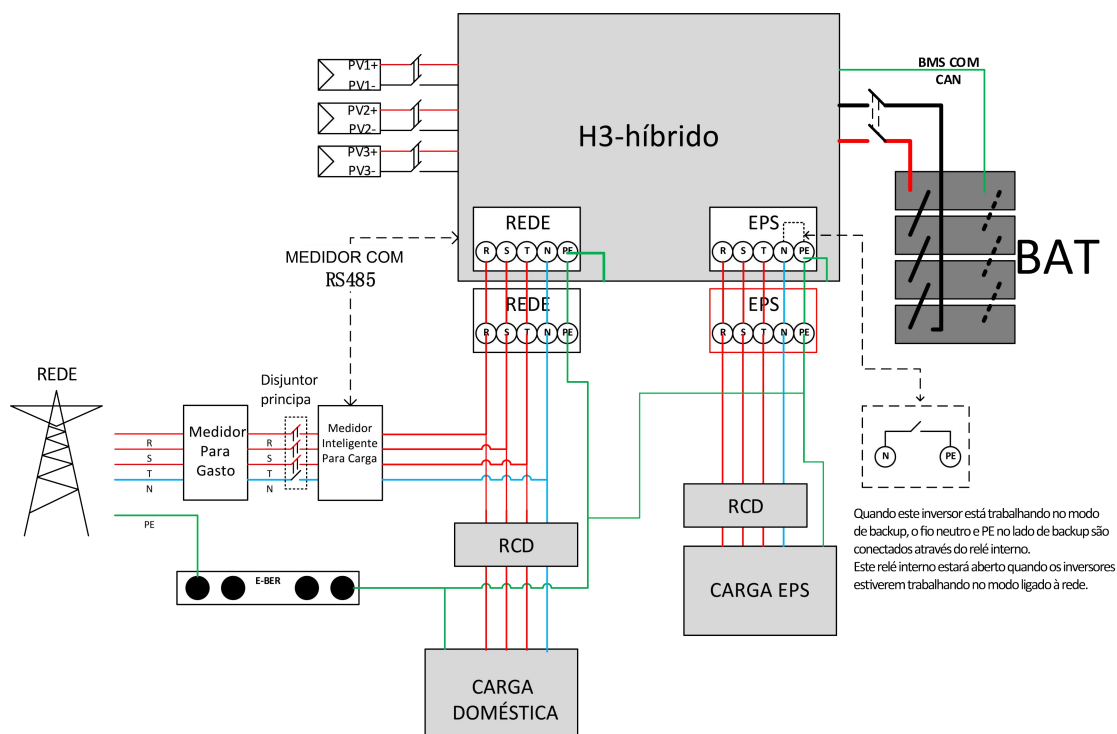 PV1+
PV1-
PV2+
PV2-
PV3+
PV3-
H3-híbrido
BMS COM
CAN
BAT
REDE
R S T N PE
EPS
R S T N PE
MEDIDOR COM
RS485
REDE
R S T N PE
EPS
R S T N PE
REDE
Disjuntor
principa
Medidor
Para
Gasto
Medidor
Inteligente
Para Carga
R
S
T
N
R
S
T
N
PE
E-BER
RCD
CARGA
DOMÉSTICA
RCD
CARGA EPS
N
PE
Quando este inversor está trabalhando no modo
de backup, o fio neutro e PE no lado de backup são
conectados através do relé interno.
Este relé interno estará aberto quando os inversores
estiverem trabalhando no modo ligado à rede.